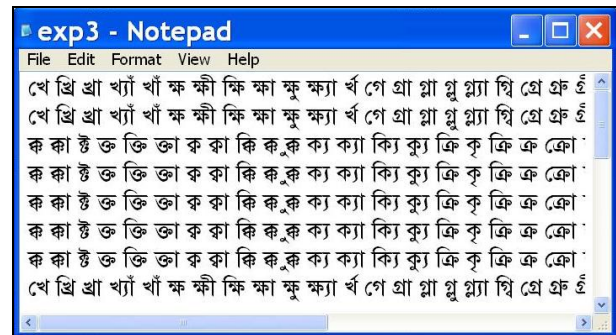 exp3 - Notepad
File Edit Format View Help
খে খ্রি খ্রা খ্যাঁ খাঁ ক্ষ ক্ষী ক্ষি ক্ষা ক্ষু ক্ষ্যা র্খ গে গ্রা গ্লা গ্লু গ্ল্যা গ্বি গ্রে গ্রু
খে খ্রি খ্রা খ্যাঁ খাঁ ক্ষ ক্ষী ক্ষি ক্ষা ক্ষু ক্ষ্যা র্খ গে গ্রা গ্লা গ্লু গ্ল্যা গ্বি গ্রে গ্রু
ক্ক ক্কা ক্ট ক্ত ক্তি ক্তা ক্ব ক্বা ক্কি ক্য ক্যা ক্যি ক্যু ক্রি কৃ ক্রি ক্র ক্রো
ক্ক ক্কা ক্ট ক্ত ক্তি ক্তা ক্ব ক্বা ক্কি ক্য ক্যা ক্যি ক্যু ক্রি কৃ ক্রি ক্র ক্রো
ক্ক ক্কা ক্ট ক্ত ক্তি ক্তা ক্ব ক্বা ক্কি ক্য ক্যা ক্যি ক্যু ক্রি কৃ ক্রি ক্র ক্রো
ক্ক ক্কা ক্ট ক্ত ক্তি ক্তা ক্ব ক্বা ক্কি ক্য ক্যা ক্যি ক্যু ক্রি কৃ ক্রি ক্র ক্রো
ক্ক ক্কা ক্ট ক্ত ক্তি ক্তা ক্ব ক্বা ক্কি ক্য ক্যা ক্যি ক্যু ক্রি কৃ ক্রি ক্র ক্রো
খে খ্রি খ্রা খ্যাঁ খাঁ ক্ষ ক্ষী ক্ষি ক্ষা ক্ষু ক্ষ্যা র্খ গে গ্রা গ্লা গ্লু গ্ল্যা গ্বি গ্রে গ্রু